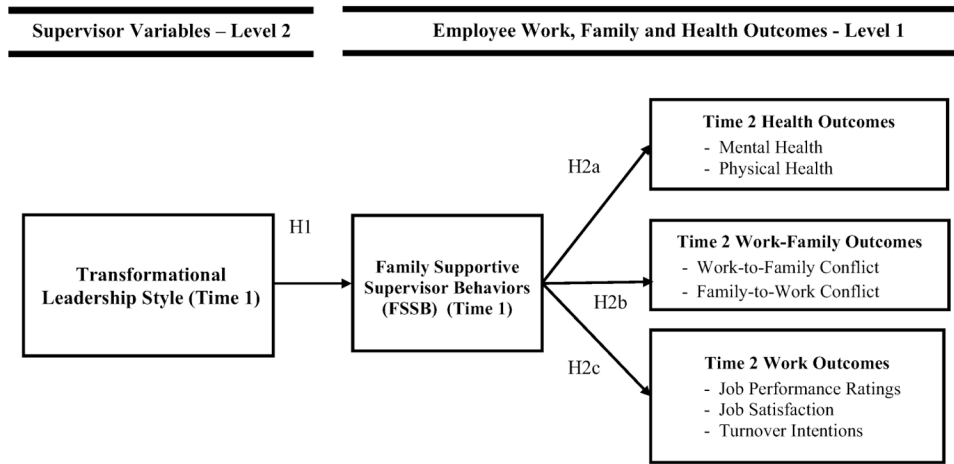 Supervisor Variables – Level 2
Employee Work, Family and Health Outcomes - Level 1
Time 2 Health Outcomes
- Mental Health
- Physical Health
H2a
H1
Transformational
Leadership Style (Time 1)
Family Supportive
Supervisor Behaviors
(FSSB) (Time 1)
Time 2 Work-Family Outcomes
- Work-to-Family Conflict
- Family-to-Work Conflict
H2b
H2c
Time 2 Work Outcomes
- Job Performance Ratings
- Job Satisfaction
- Turnover Intentions